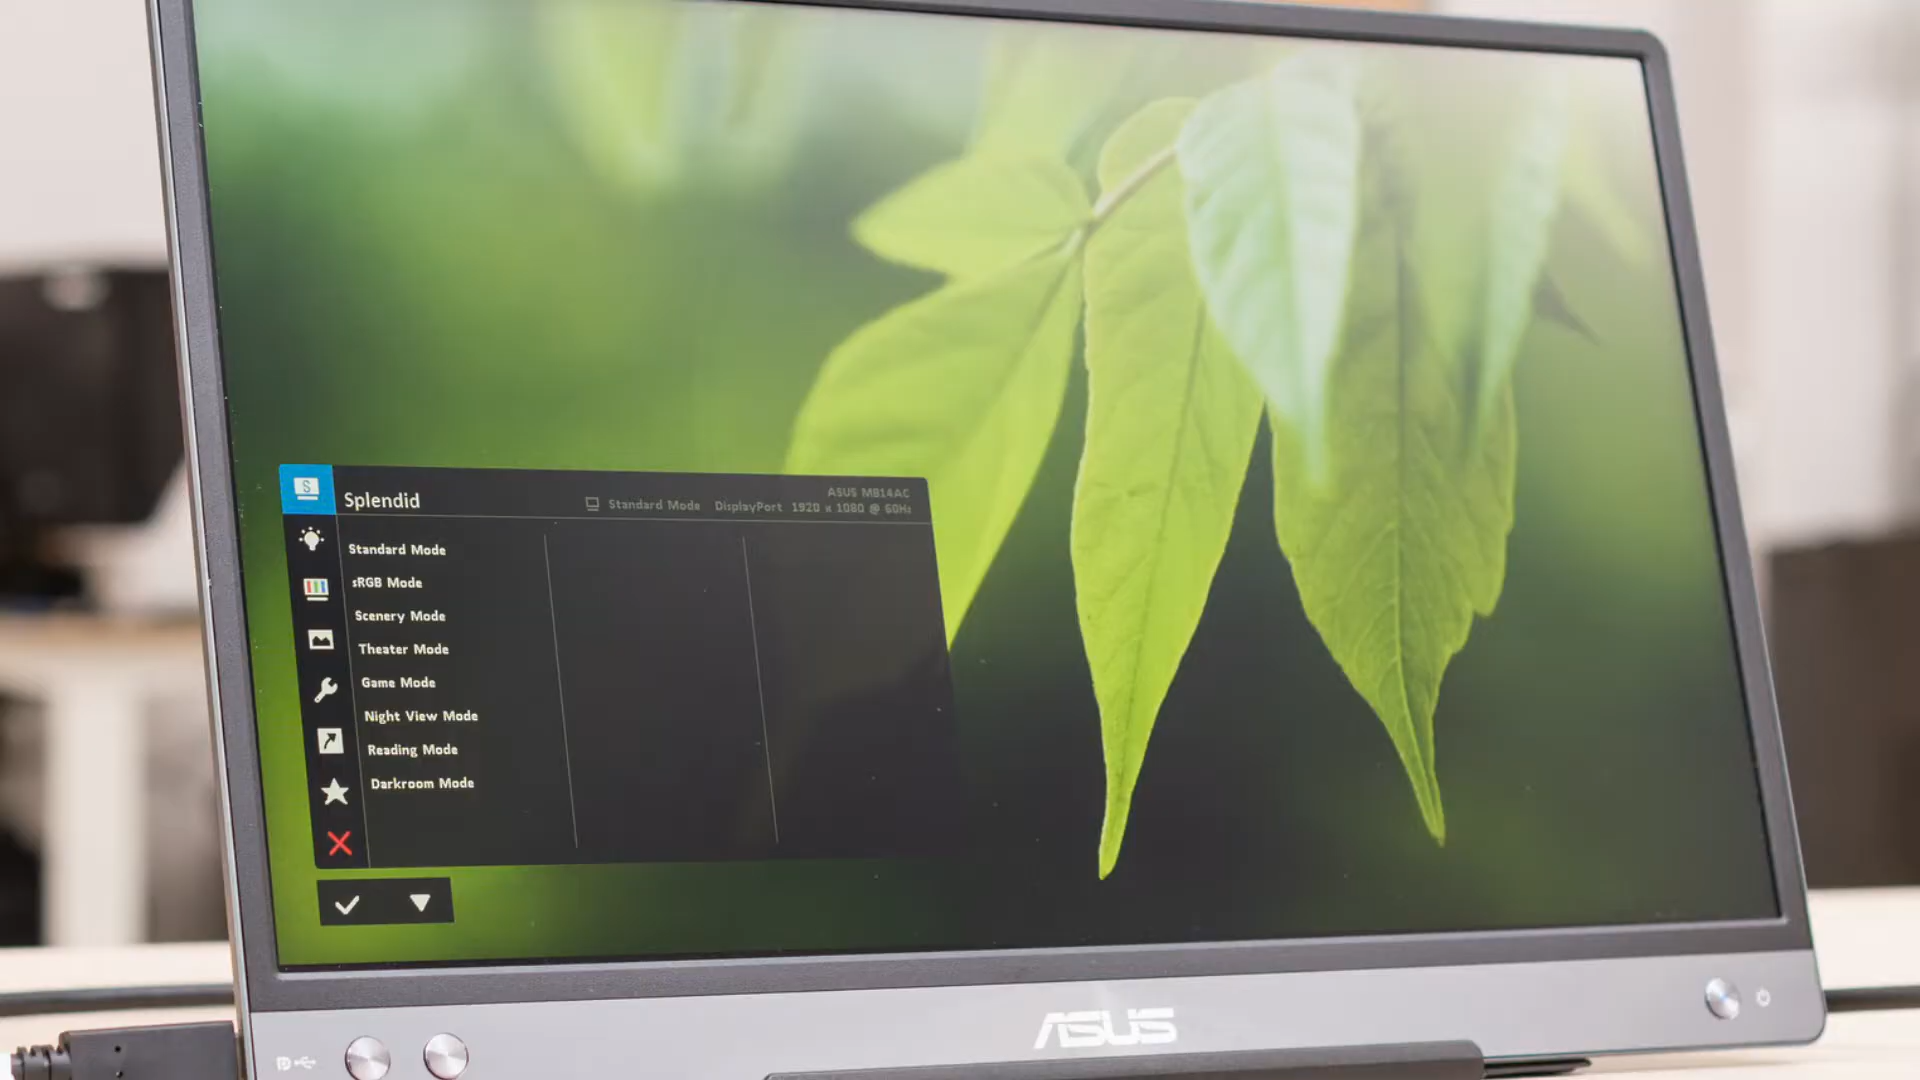 S
Splendid
ASUS MB14AC
Standard Mode DisplayPort 1920 x 1080 @ 60Hz
Standard Mode
sRGB Mode
Scenery Mode
Theater Mode
Game Mode
Night View Mode
Reading Mode
Darkroom Mode
ASUS